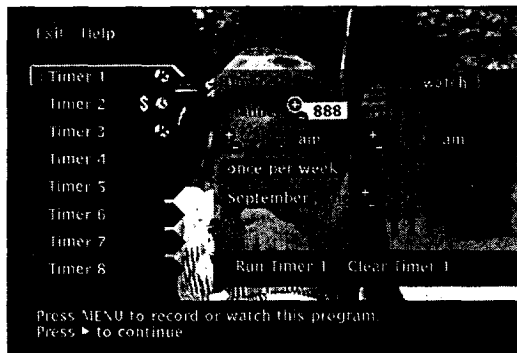 Exit Help
Timer 1
watch
Timer 2 $
888
Timer 3
am
am
Timer 4
once per week
Timer 5
September
Timer 6
Timer 7
Timer 8
Run Timer 1 Clear Timer 1
Press MENU to record or watch this program.
Press ▶ to continue